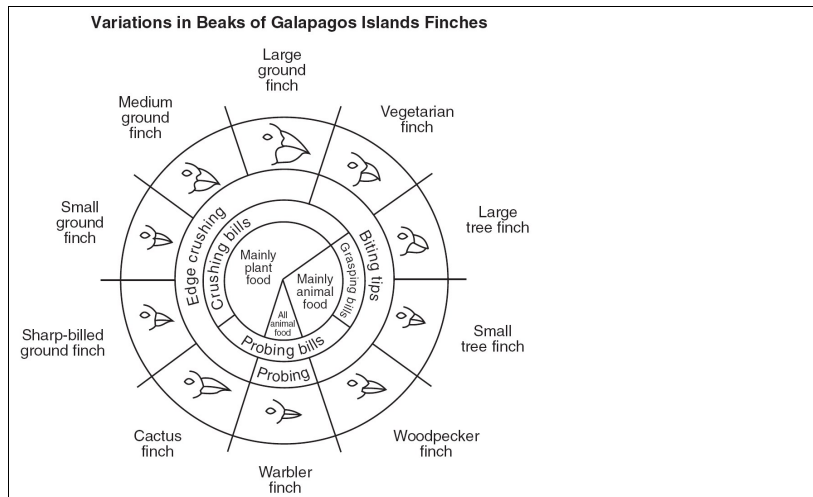 Variations in Beaks of Galapagos Islands Finches
Large
ground
finch
Medium
ground
finch
Vegetarian
finch
Small
ground
finch
Large
tree finch
Edge crushing
Crushing bills
Biting tips
Grasping bills
Mainly
plant
food
Mainly
animal
food
All
animal
food
Probing bills
Probing
Sharp-billed
ground finch
Small
tree finch
Cactus
finch
Woodpecker
finch
Warbler
finch